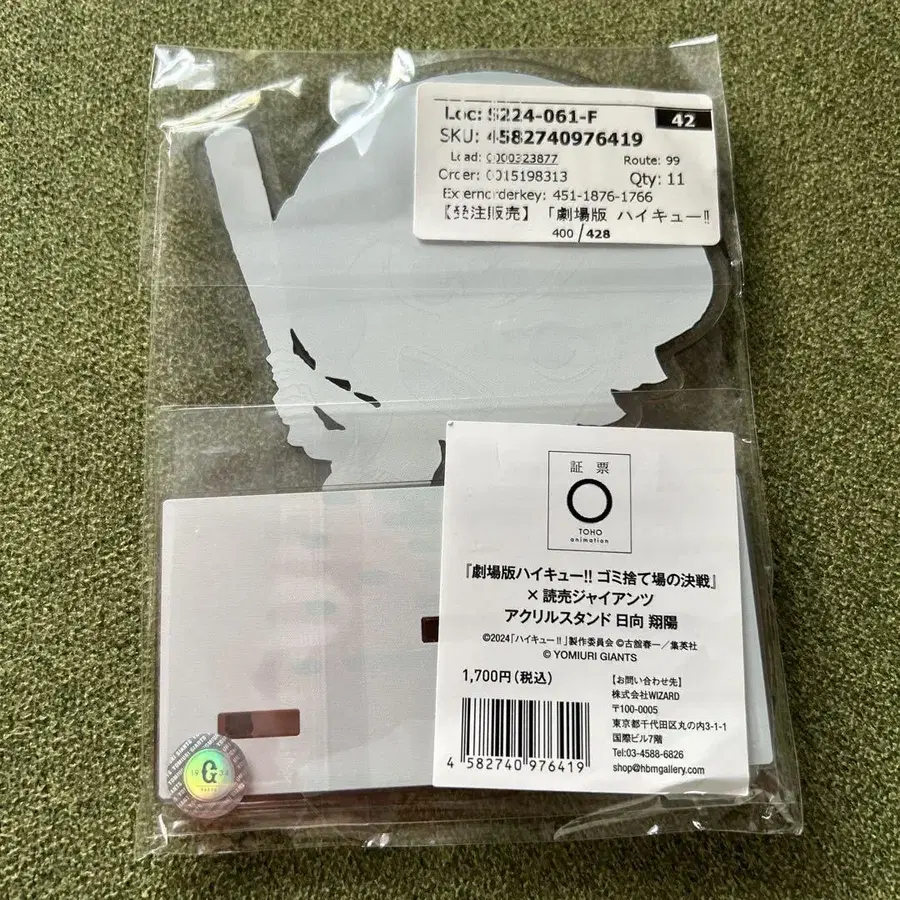 Loc: S224-061-F
42
SKU: 4582740976419
Load: 0000323877
Route: 99
Order: 0015198313
Qty: 11
Externorderkey: 451-1876-1766
【受注販売】「劇場版 ハイキュー!!
400 / 428
証 票
TOHO
animation
『劇場版ハイキュー!! ゴミ捨て場の決戦』
× 読売ジャイアンツ
アクリルスタンド 日向 翔陽
©2024「ハイキュー!!」製作委員会 ©古舘春一／集英社
© YOMIURI GIANTS
1,700円(税込)
【お問い合わせ先】
株式会社WIZARD
〒100-0005
東京都千代田区丸の内3-1-1
国際ビル7階
Tel:03-4588-6826
shop@hbmgallery.com
4 582740 976419
YOMIURI GIANTS
G